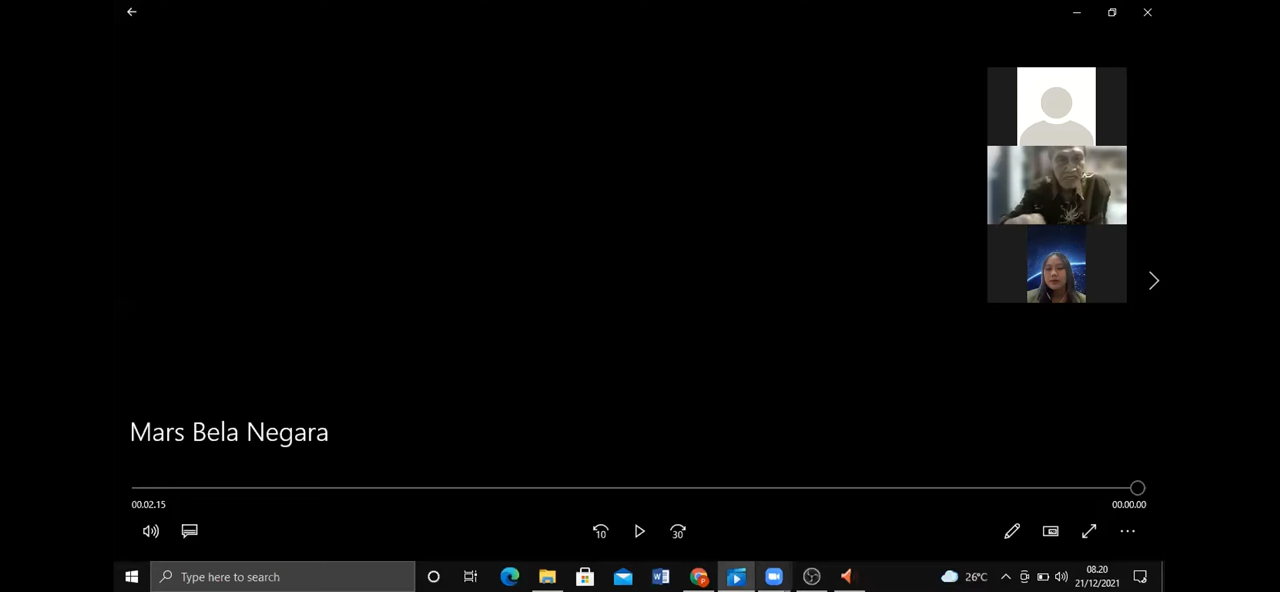 Mars Bela Negara
00.02.15
00.00.00
10
30
Type here to search
26°C
08.20
21/12/2021